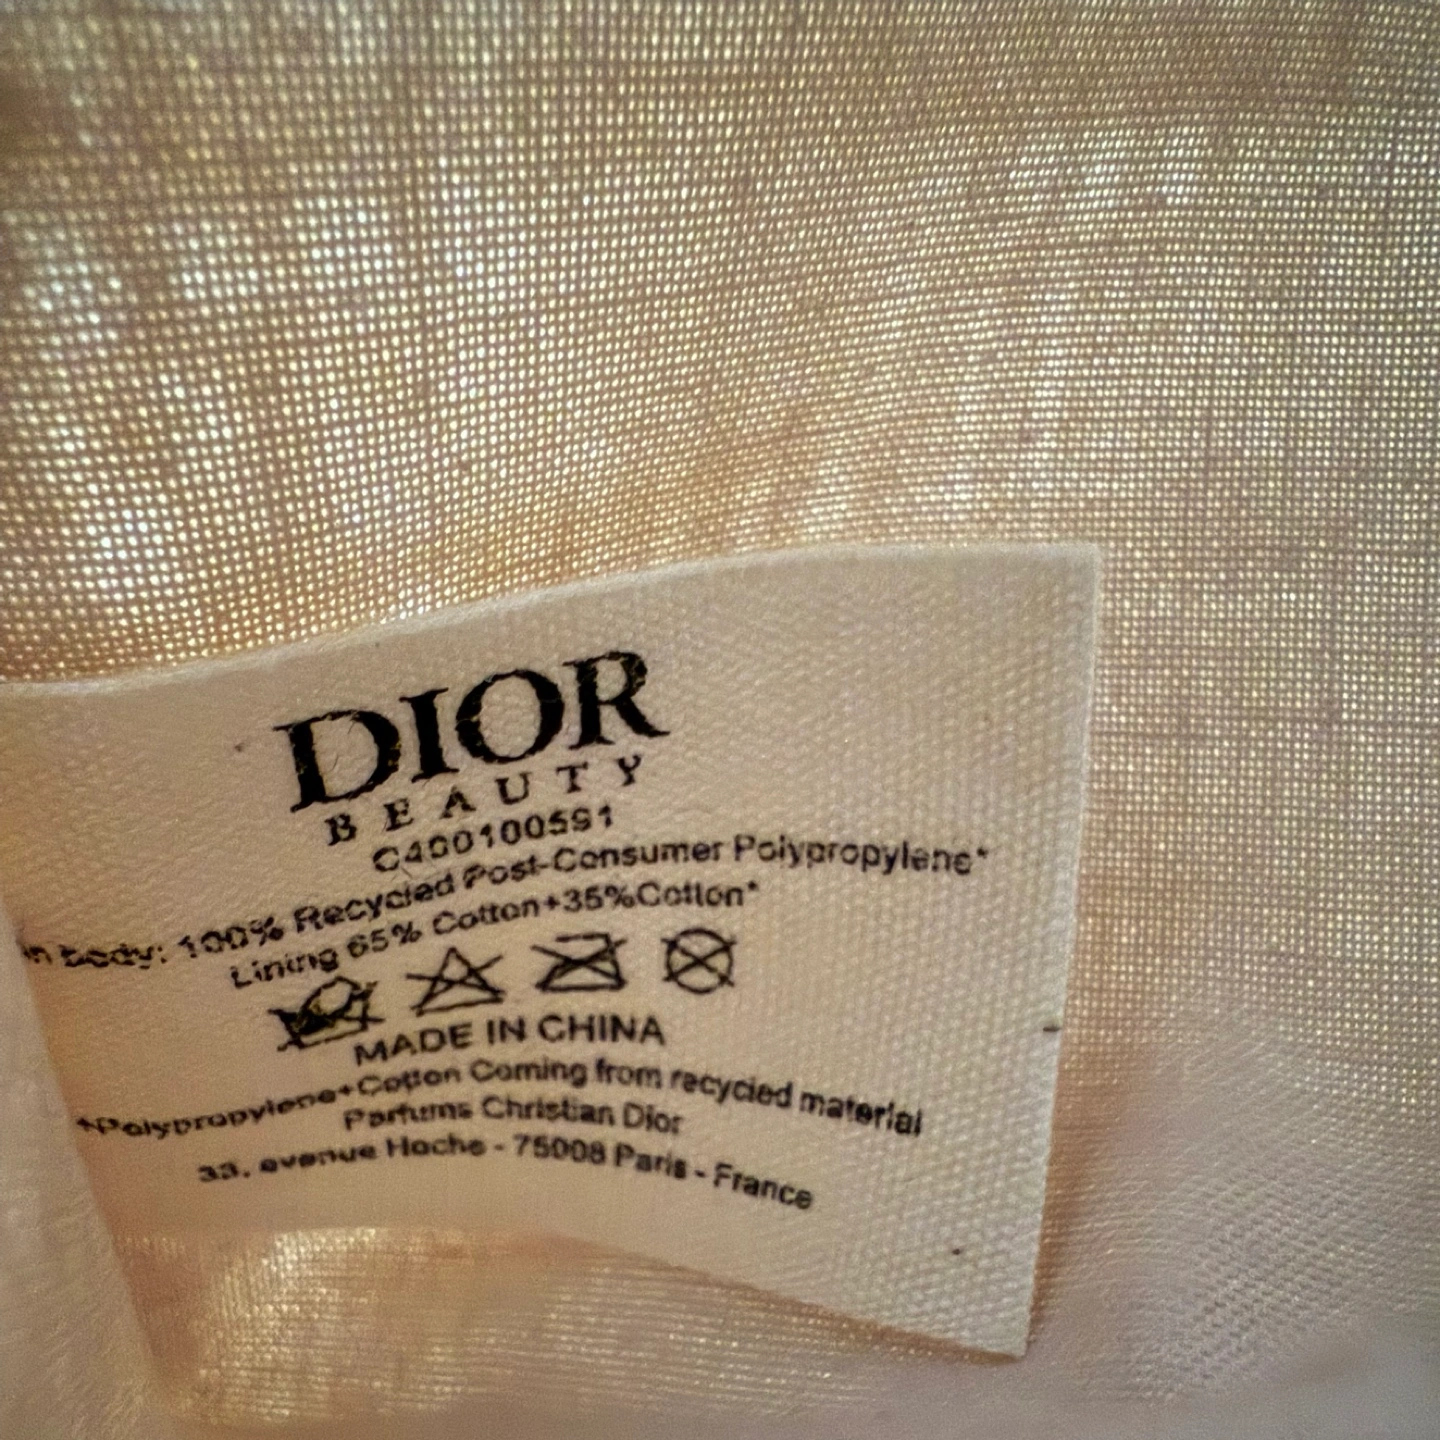 DIOR
BEAUTY
C400100591
n body: 100% Recycled Post-Consumer Polypropylene*
Lining 65% Cotton+35%Cotton*
MADE IN CHINA
*Polypropylene+Cotton Coming from recycled material
Parfums Christian Dior
33, avenue Hoche - 75008 Paris - France